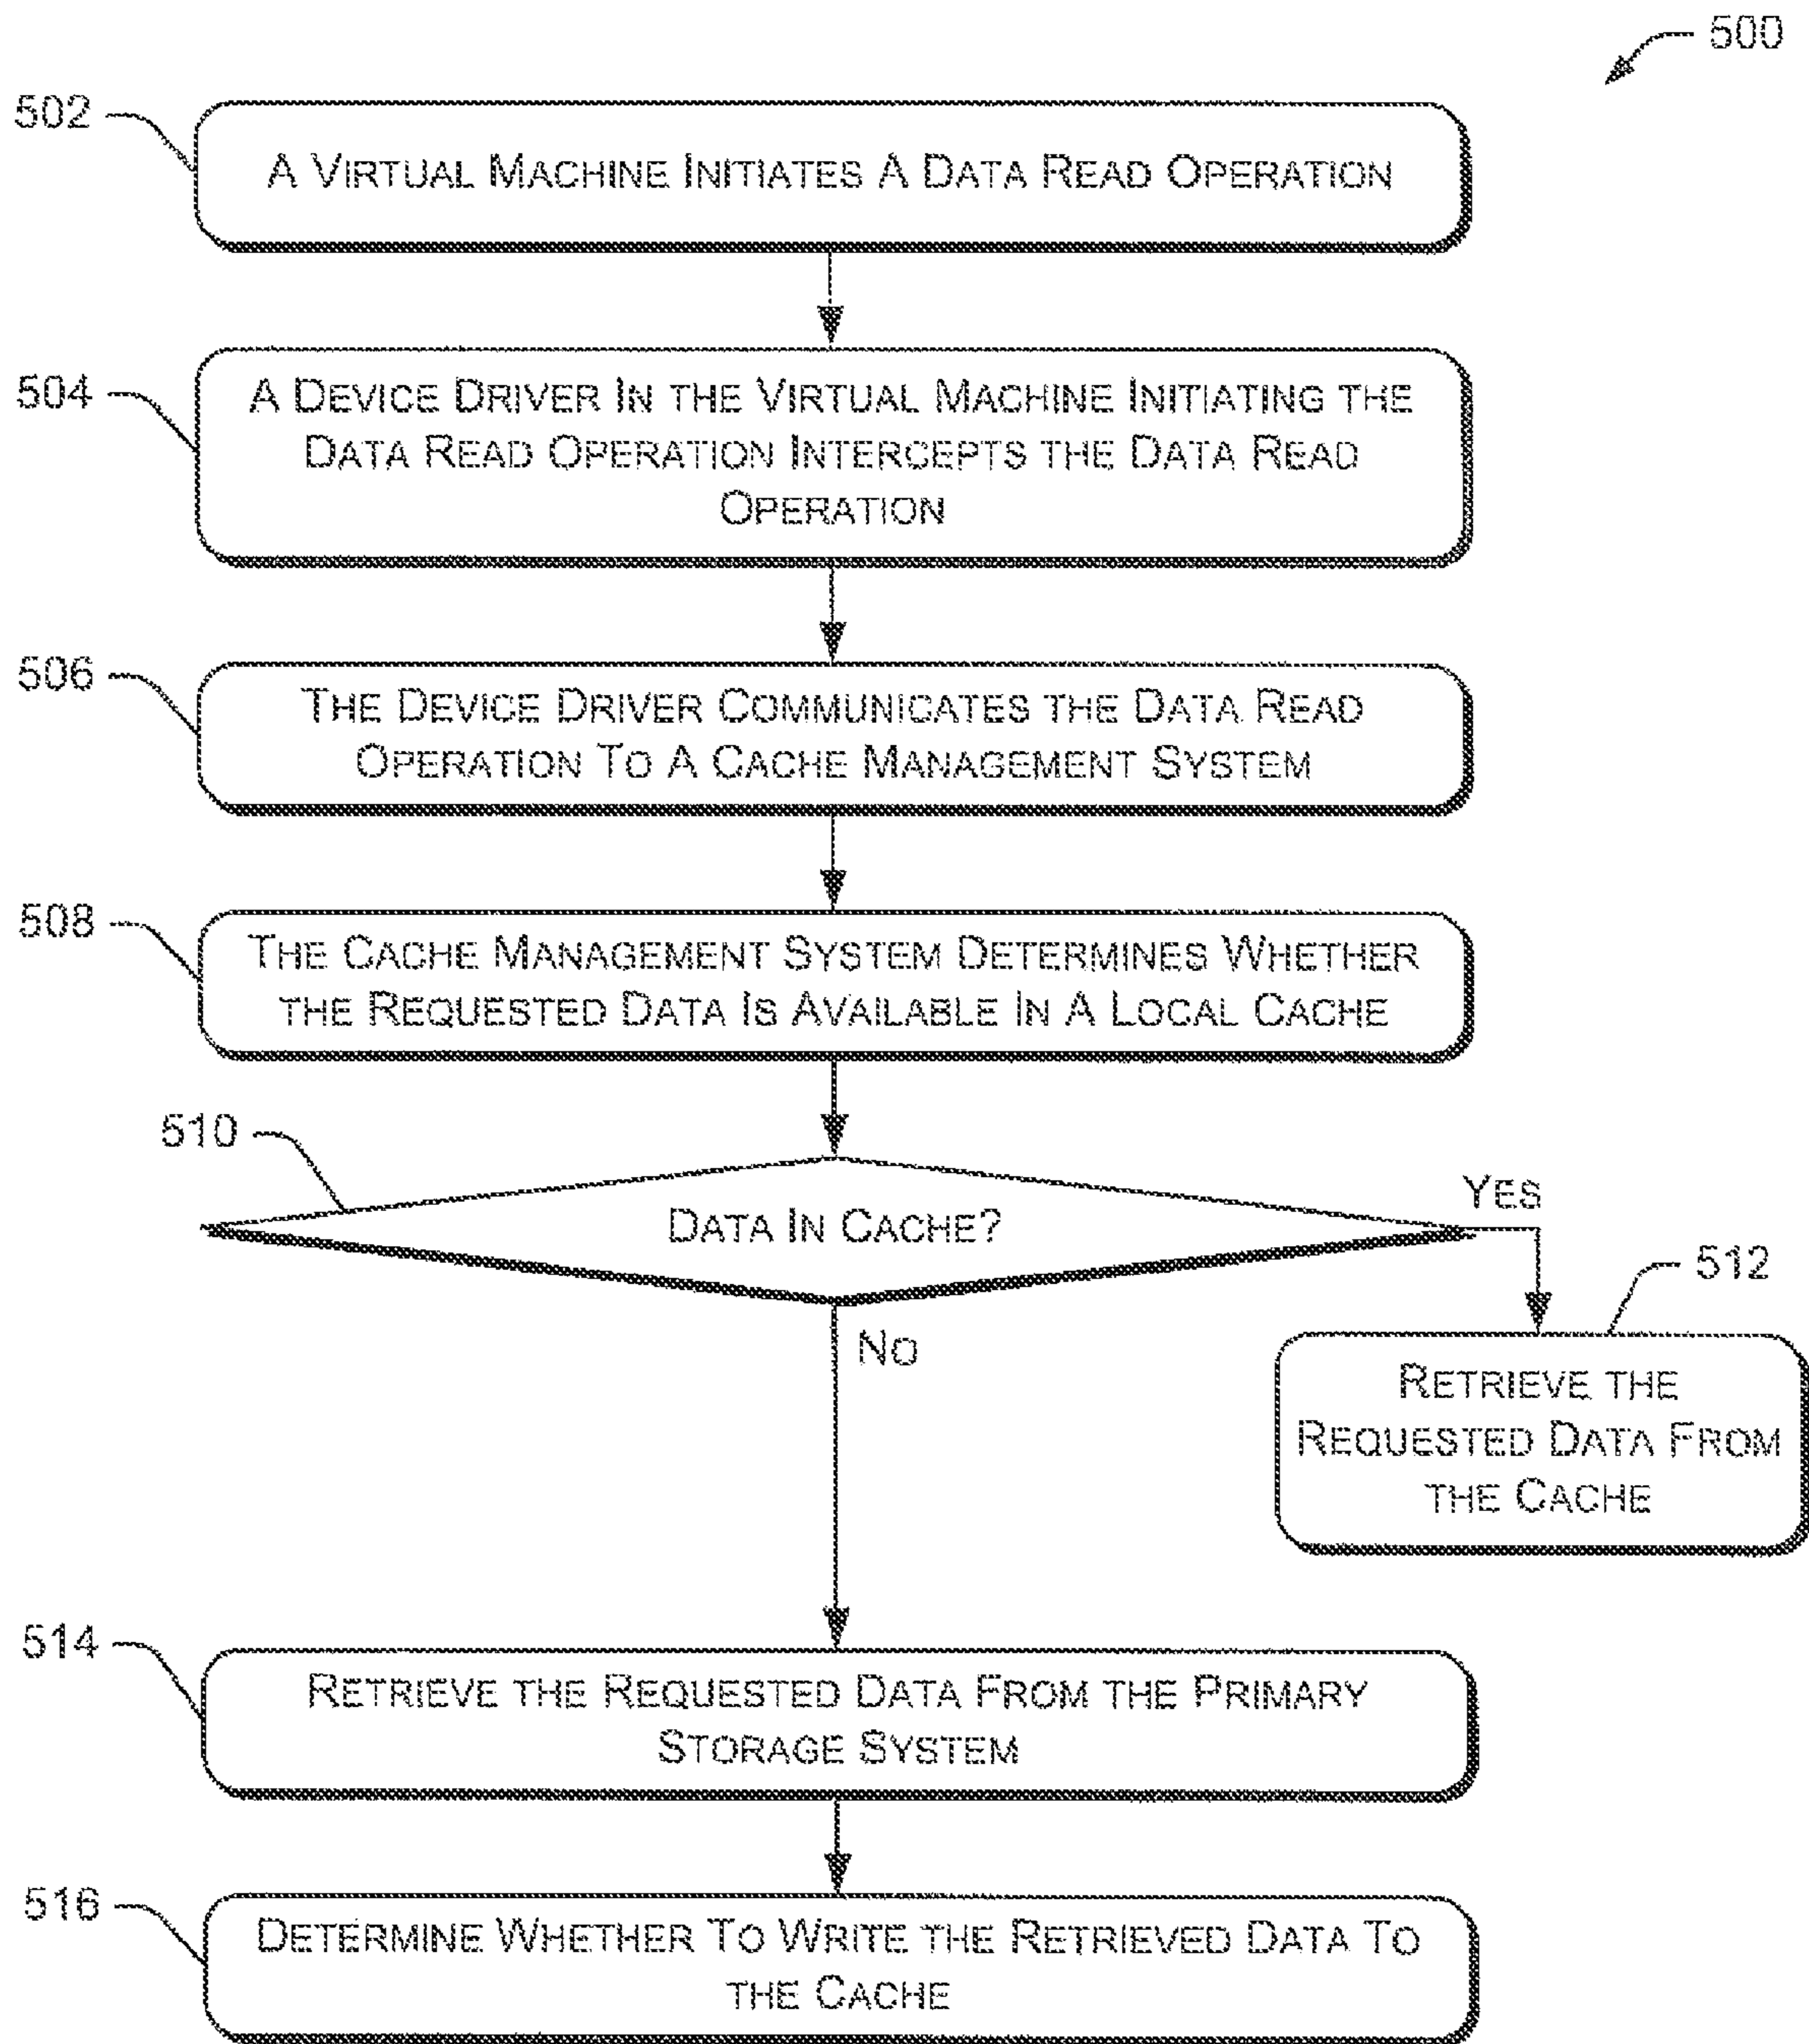 500
502
A VIRTUAL MACHINE INITIATES A DATA READ OPERATION
504
A DEVICE DRIVER IN THE VIRTUAL MACHINE INITIATING THE
DATA READ OPERATION INTERCEPTS THE DATA READ
OPERATION
506
THE DEVICE DRIVER COMMUNICATES THE DATA READ
OPERATION TO A CACHE MANAGEMENT SYSTEM
508
THE CACHE MANAGEMENT SYSTEM DETERMINES WHETHER
THE REQUESTED DATA IS AVAILABLE IN A LOCAL CACHE
510
DATA IN CACHE?
YES
NO
512
RETRIEVE THE
REQUESTED DATA FROM
THE CACHE
514
RETRIEVE THE REQUESTED DATA FROM THE PRIMARY
STORAGE SYSTEM
516
DETERMINE WHETHER TO WRITE THE RETRIEVED DATA TO
THE CACHE